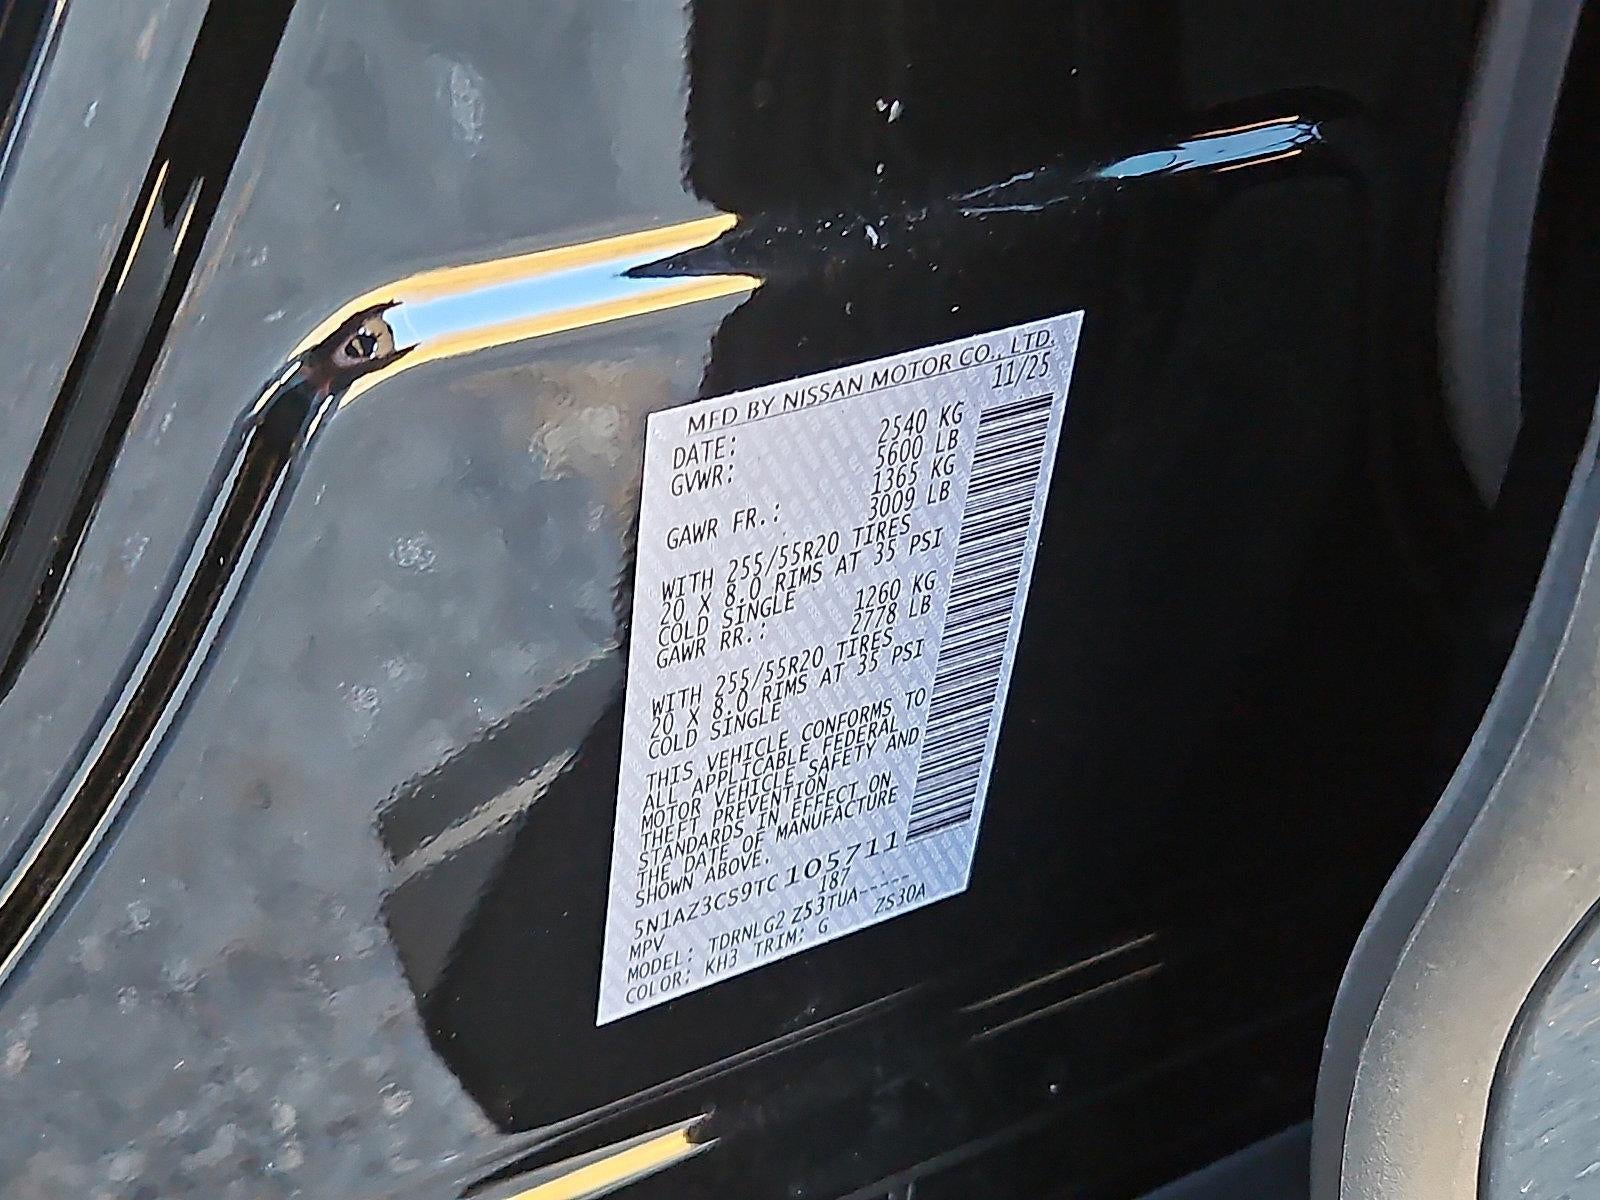 MFD BY NISSAN MOTOR CO., LTD.
DATE: 11/25
GVWR: 2540 KG
5600 LB
GAWR FR.: 1365 KG
3009 LB
WITH 255/55R20 TIRES
20 X 8.0 RIMS AT 35 PSI
COLD SINGLE
GAWR RR.: 1260 KG
2778 LB
WITH 255/55R20 TIRES
20 X 8.0 RIMS AT 35 PSI
COLD SINGLE
THIS VEHICLE CONFORMS TO
ALL APPLICABLE FEDERAL
MOTOR VEHICLE SAFETY AND
THEFT PREVENTION
STANDARDS IN EFFECT ON
THE DATE OF MANUFACTURE
SHOWN ABOVE.
5N1AZ3CS9TC105711
MPV 187
MODEL: TDRNLG2 Z53TUA-----
COLOR: KH3 TRIM: G ZS30A